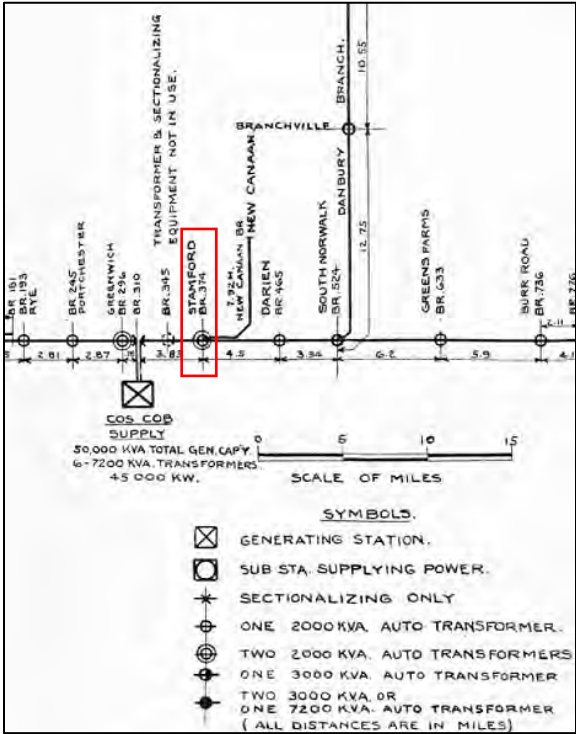 BR. 181
BR. 193
RYE
BR. 245
PORTCHESTER
GREENWICH
BR. 296
BR. 310
TRANSFORMER & SECTIONALIZING
EQUIPMENT NOT IN USE.
BR. 345
STAMFORD
BR. 374
7.92 M.
NEW CANAAN BR
NEW CANAAN
DARIEN
BR. 465
SOUTH NORWALK
BR. 524
DANBURY BRANCH.
BRANCHVILLE
10.55
12.75
GREENS FARMS
BR. 633
BURR ROAD
BR. 736
BR. 776
2.11
2.81
2.87
3.83
4.5
3.34
6.2
5.9
COS COB
SUPPLY
50,000 KVA TOTAL GEN. CAP'Y.
6-7200 KVA. TRANSFORMERS.
45 000 KW.
0 5 10 15
SCALE OF MILES
SYMBOLS.
GENERATING STATION.
SUB STA. SUPPLYING POWER.
SECTIONALIZING ONLY
ONE 2000 KVA. AUTO TRANSFORMER.
TWO 2000 KVA. AUTO TRANSFORMERS
ONE 3000 KVA. AUTO TRANSFORMER
TWO 3000 KVA. OR
ONE 7200 KVA. AUTO TRANSFORMER
( ALL DISTANCES ARE IN MILES)